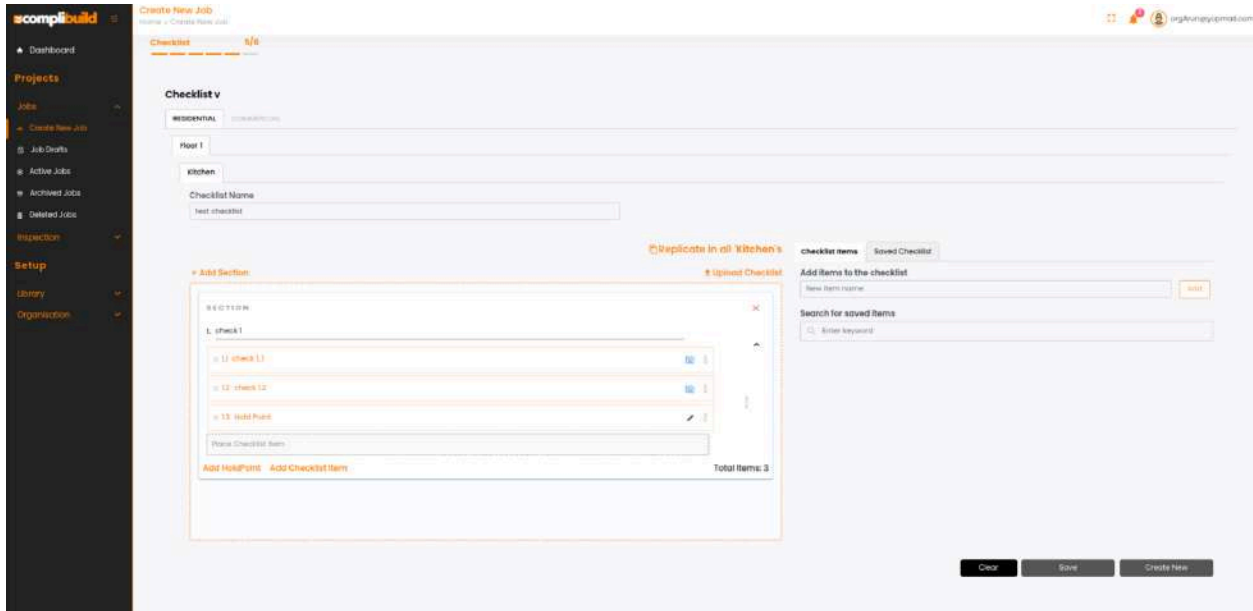 complibuild
Create New Job
Home > Create New Job
orgArun@yopmail.com
Dashboard
Projects
Jobs
Create New Job
Job Drafts
Active Jobs
Archived Jobs
Deleted Jobs
Inspection
Setup
Library
Organisation
Checklist 5/6
Checklist v
RESIDENTIAL COMMERCIAL
Floor 1
Kitchen
Checklist Name
test checklist
Replicate in all 'Kitchen's
+ Add Section
Upload Checklist
SECTION
1. check 1
1.1 check 1.1
1.2 check 1.2
1.3 Hold Point
Place Checklist Item
Add HoldPoint Add Checklist Item
Total Items: 3
Checklist Items Saved Checklist
Add items to the checklist
New item name
Add
Search for saved items
Enter keyword
Clear Save Create New